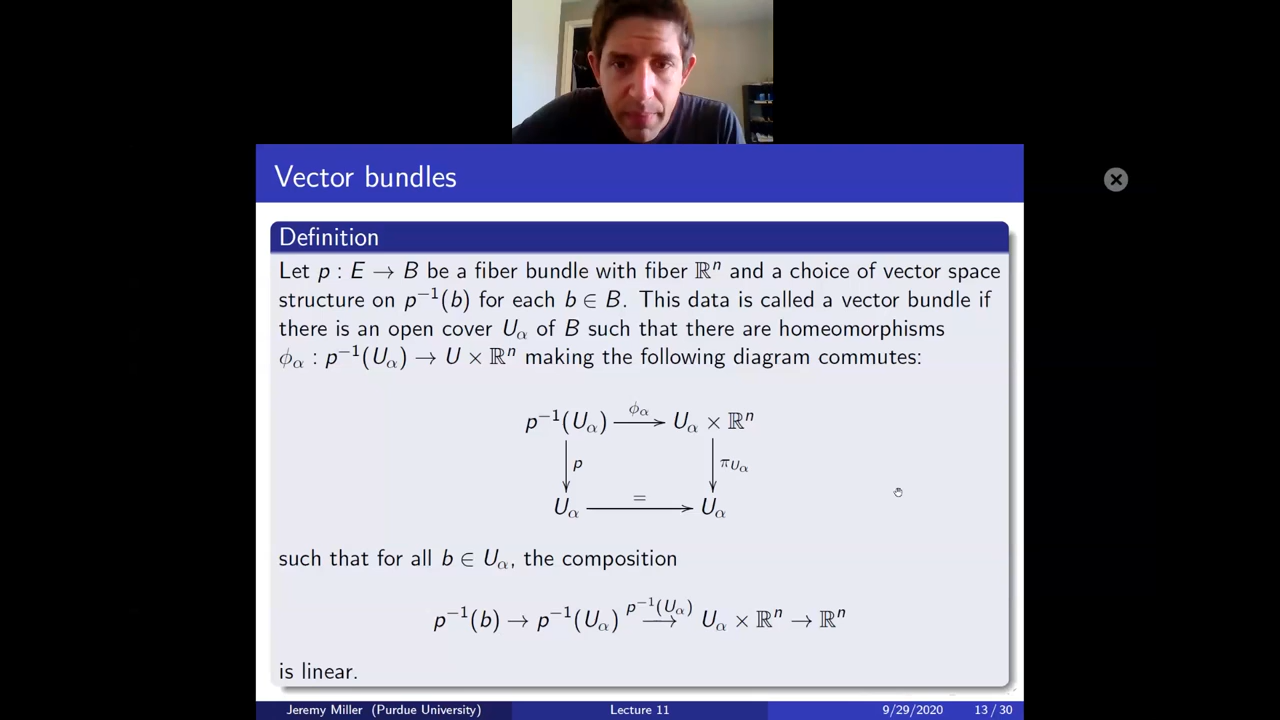 Vector bundles
Definition
Let p : E → B be a fiber bundle with fiber ℝⁿ and a choice of vector space
structure on p⁻¹(b) for each b ∈ B. This data is called a vector bundle if
there is an open cover U_α of B such that there are homeomorphisms
ϕ_α : p⁻¹(U_α) → U × ℝⁿ making the following diagram commutes:
p⁻¹(U_α) →^{ϕ_α} U_α × ℝⁿ
p π_{U_α}
U_α →^{=} U_α
such that for all b ∈ U_α, the composition
p⁻¹(b) → p⁻¹(U_α) →^{p⁻¹(U_α)} U_α × ℝⁿ → ℝⁿ
is linear.
Jeremy Miller (Purdue University) Lecture 11 9/29/2020 13 / 30